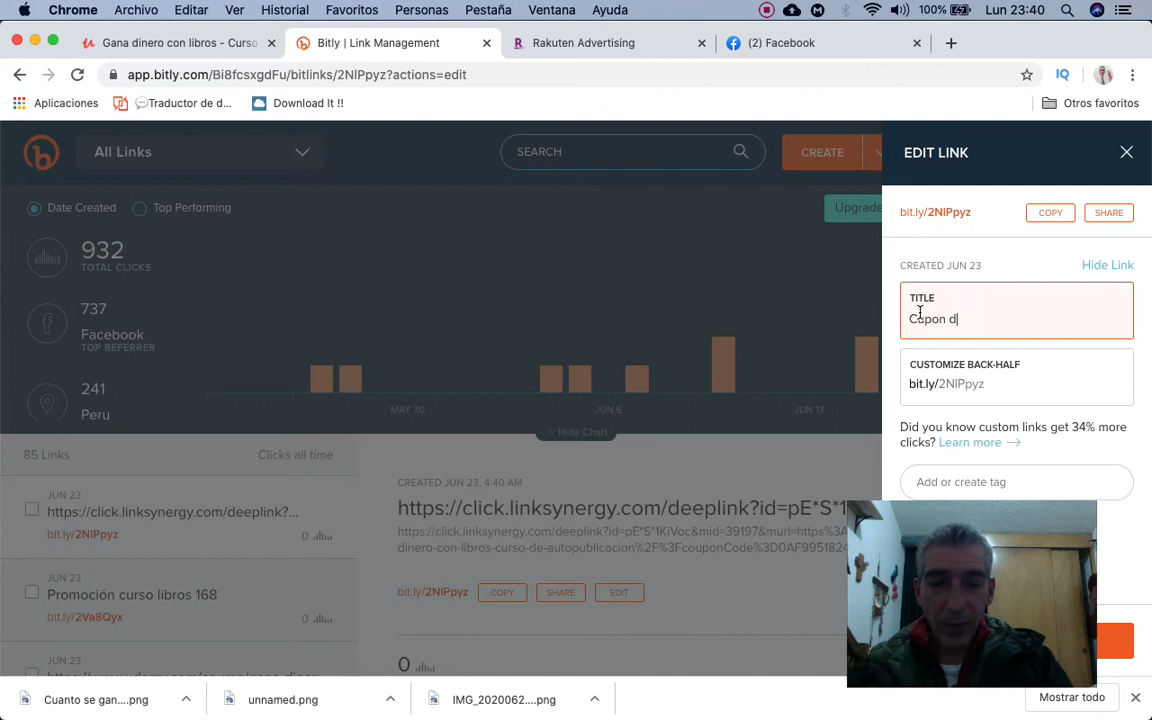 Chrome Archivo Editar Ver Historial Favoritos Personas Pestaña Ventana Ayuda 100% Lun 23:40
Gana dinero con libros - Curso
Bitly | Link Management
Rakuten Advertising
(2) Facebook
app.bitly.com/Bi8fcsxgdFu/bitlinks/2NIPpyz?actions=edit
Aplicaciones
Traductor de d...
Download It !!
Otros favoritos
All Links
SEARCH
CREATE
EDIT LINK
Date Created
Top Performing
Upgrade
bit.ly/2NIPpyz
COPY
SHARE
932
TOTAL CLICKS
CREATED JUN 23
Hide Link
TITLE
Cupon d
737
Facebook
TOP REFERRER
CUSTOMIZE BACK-HALF
bit.ly/2NIPpyz
241
Peru
MAY 30
JUN 6
JUN 13
Hide Chart
Did you know custom links get 34% more
clicks? Learn more
Add or create tag
85 Links
Clicks all time
JUN 23
https://click.linksynergy.com/deeplink?...
bit.ly/2NIPpyz
0
JUN 23
Promoción curso libros 168
bit.ly/2Va8Qyx
0
JUN 23
CREATED JUN 23, 4:40 AM
https://click.linksynergy.com/deeplink?id=pE*S*1
https://click.linksynergy.com/deeplink?id=pE*S*1KiVoc&mid=39197&murl=https%3A
dinero-con-libros-curso-de-autopublicacion%2F%3FcouponCode%3D0AF9951824
bit.ly/2NIPpyz
COPY
SHARE
EDIT
0
Cuanto se gan....png
unnamed.png
IMG_2020062....png
Mostrar todo